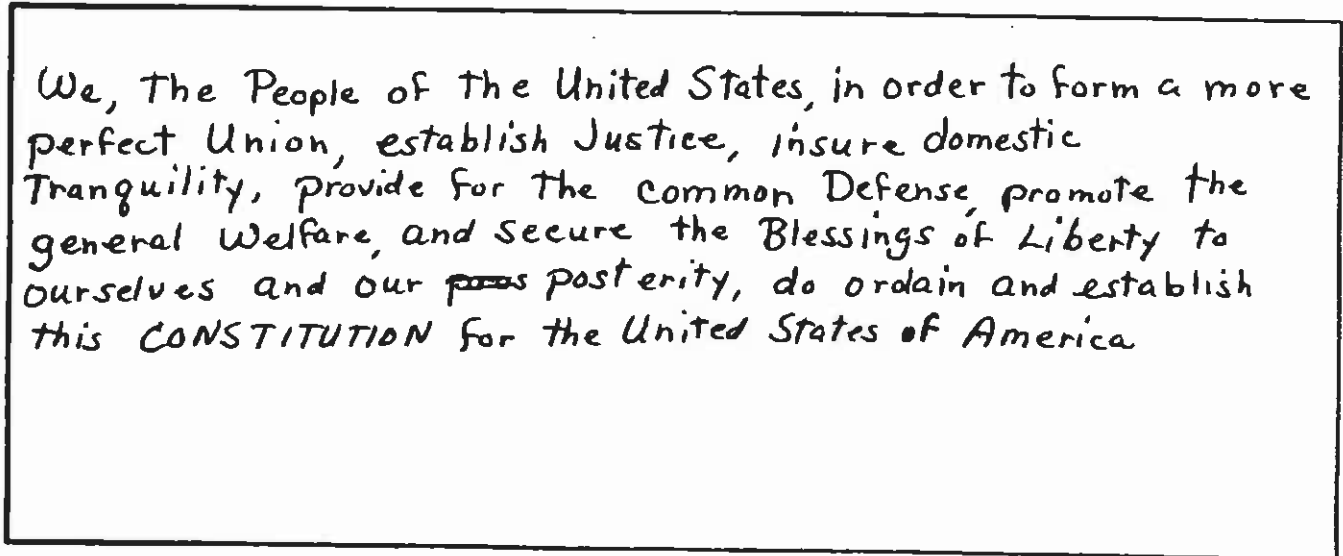 We, The People of the United States, in order to form a more
perfect Union, establish Justice, insure domestic
Tranquility, provide for the common Defense, promote the
general Welfare, and secure the Blessings of Liberty to
ourselves and our posterity, do ordain and establish
this CONSTITUTION for the United States of America